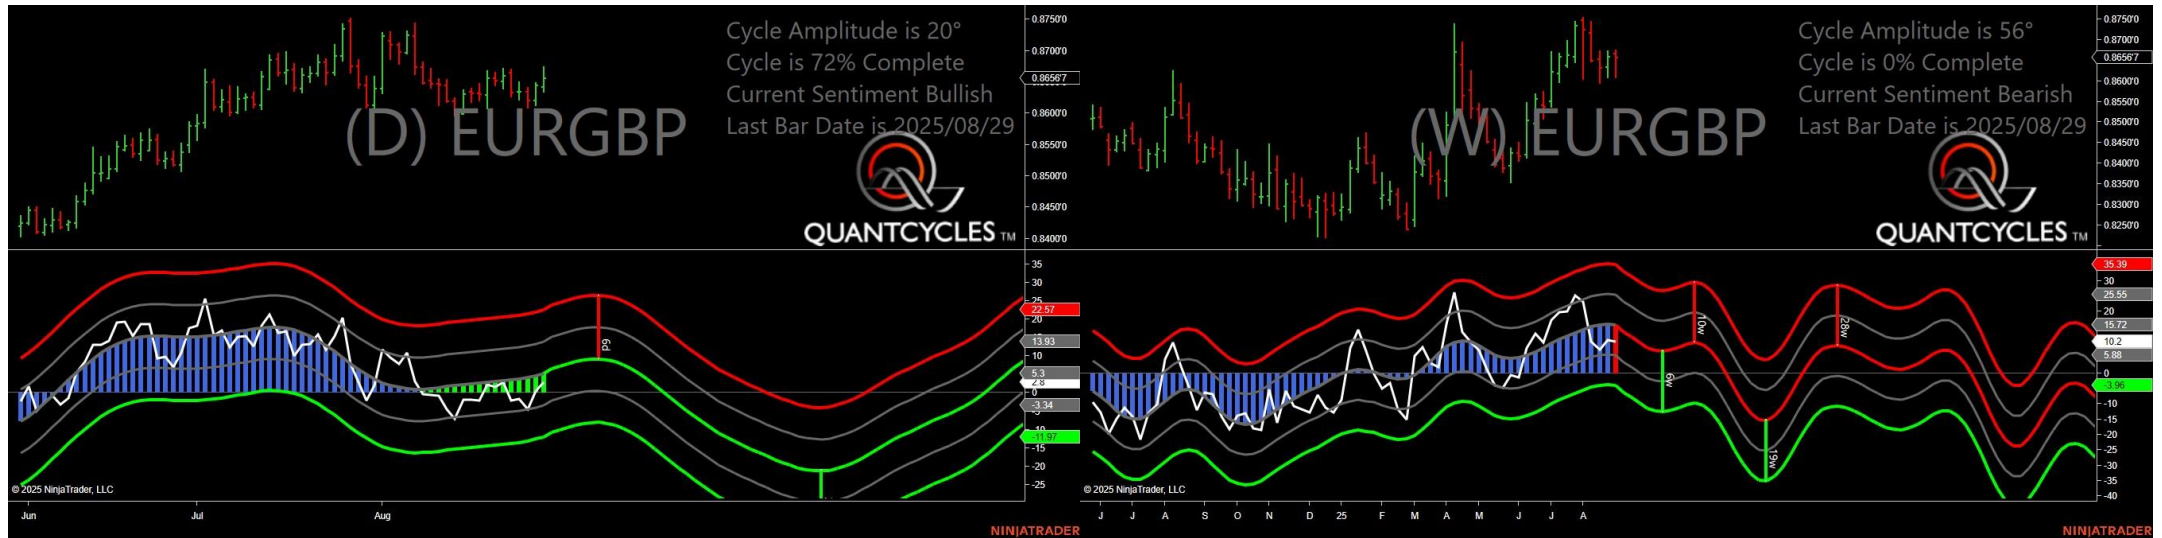 Cycle Amplitude is 20°
Cycle is 72% Complete
Current Sentiment Bullish
Last Bar Date is 2025/08/29
(D) EURGBP
QUANTCYCLES TM
0.8750'0
0.8700'0
0.8656'7
0.8600'0
0.8550'0
0.8500'0
0.8450'0
0.8400'0
35
30
25
22.57
20
13.93
10
5.3
2.8
0
-3.34
-5
-10
-11.97
-15
-20
-25
6d
© 2025 NinjaTrader, LLC
Jun Jul Aug
NINJATRADER
Cycle Amplitude is 56°
Cycle is 0% Complete
Current Sentiment Bearish
Last Bar Date is 2025/08/29
(W) EURGBP
QUANTCYCLES TM
0.8750'0
0.8700'0
0.8656'7
0.8600'0
0.8550'0
0.8500'0
0.8450'0
0.8400'0
0.8350'0
0.8300'0
0.8250'0
35.39
30
25.55
20
15.72
10.2
5.88
0
-3.96
-10
-15
-20
-25
-30
-35
-40
6w
10w
19w
28w
© 2025 NinjaTrader, LLC
J J A S O N D 25 F M A M J J A
NINJATRADER